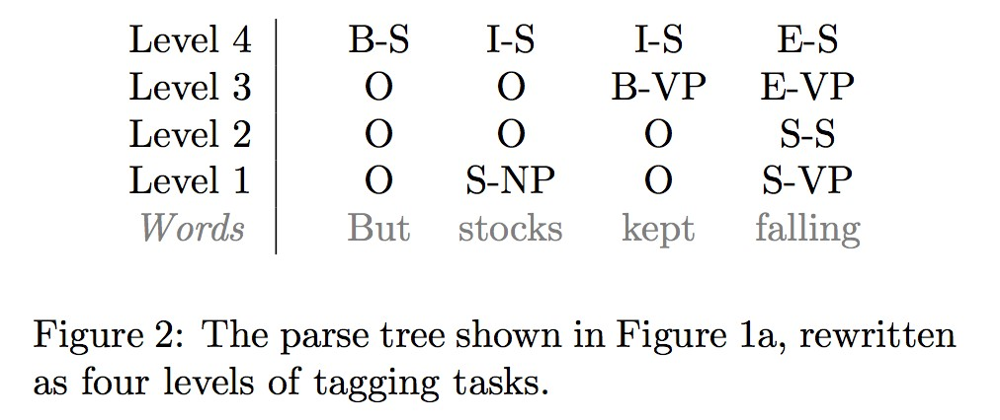 Level 4 B-S I-S I-S E-S
Level 3 O O B-VP E-VP
Level 2 O O O S-S
Level 1 O S-NP O S-VP
Words But stocks kept falling
Figure 2: The parse tree shown in Figure 1a, rewritten
as four levels of tagging tasks.